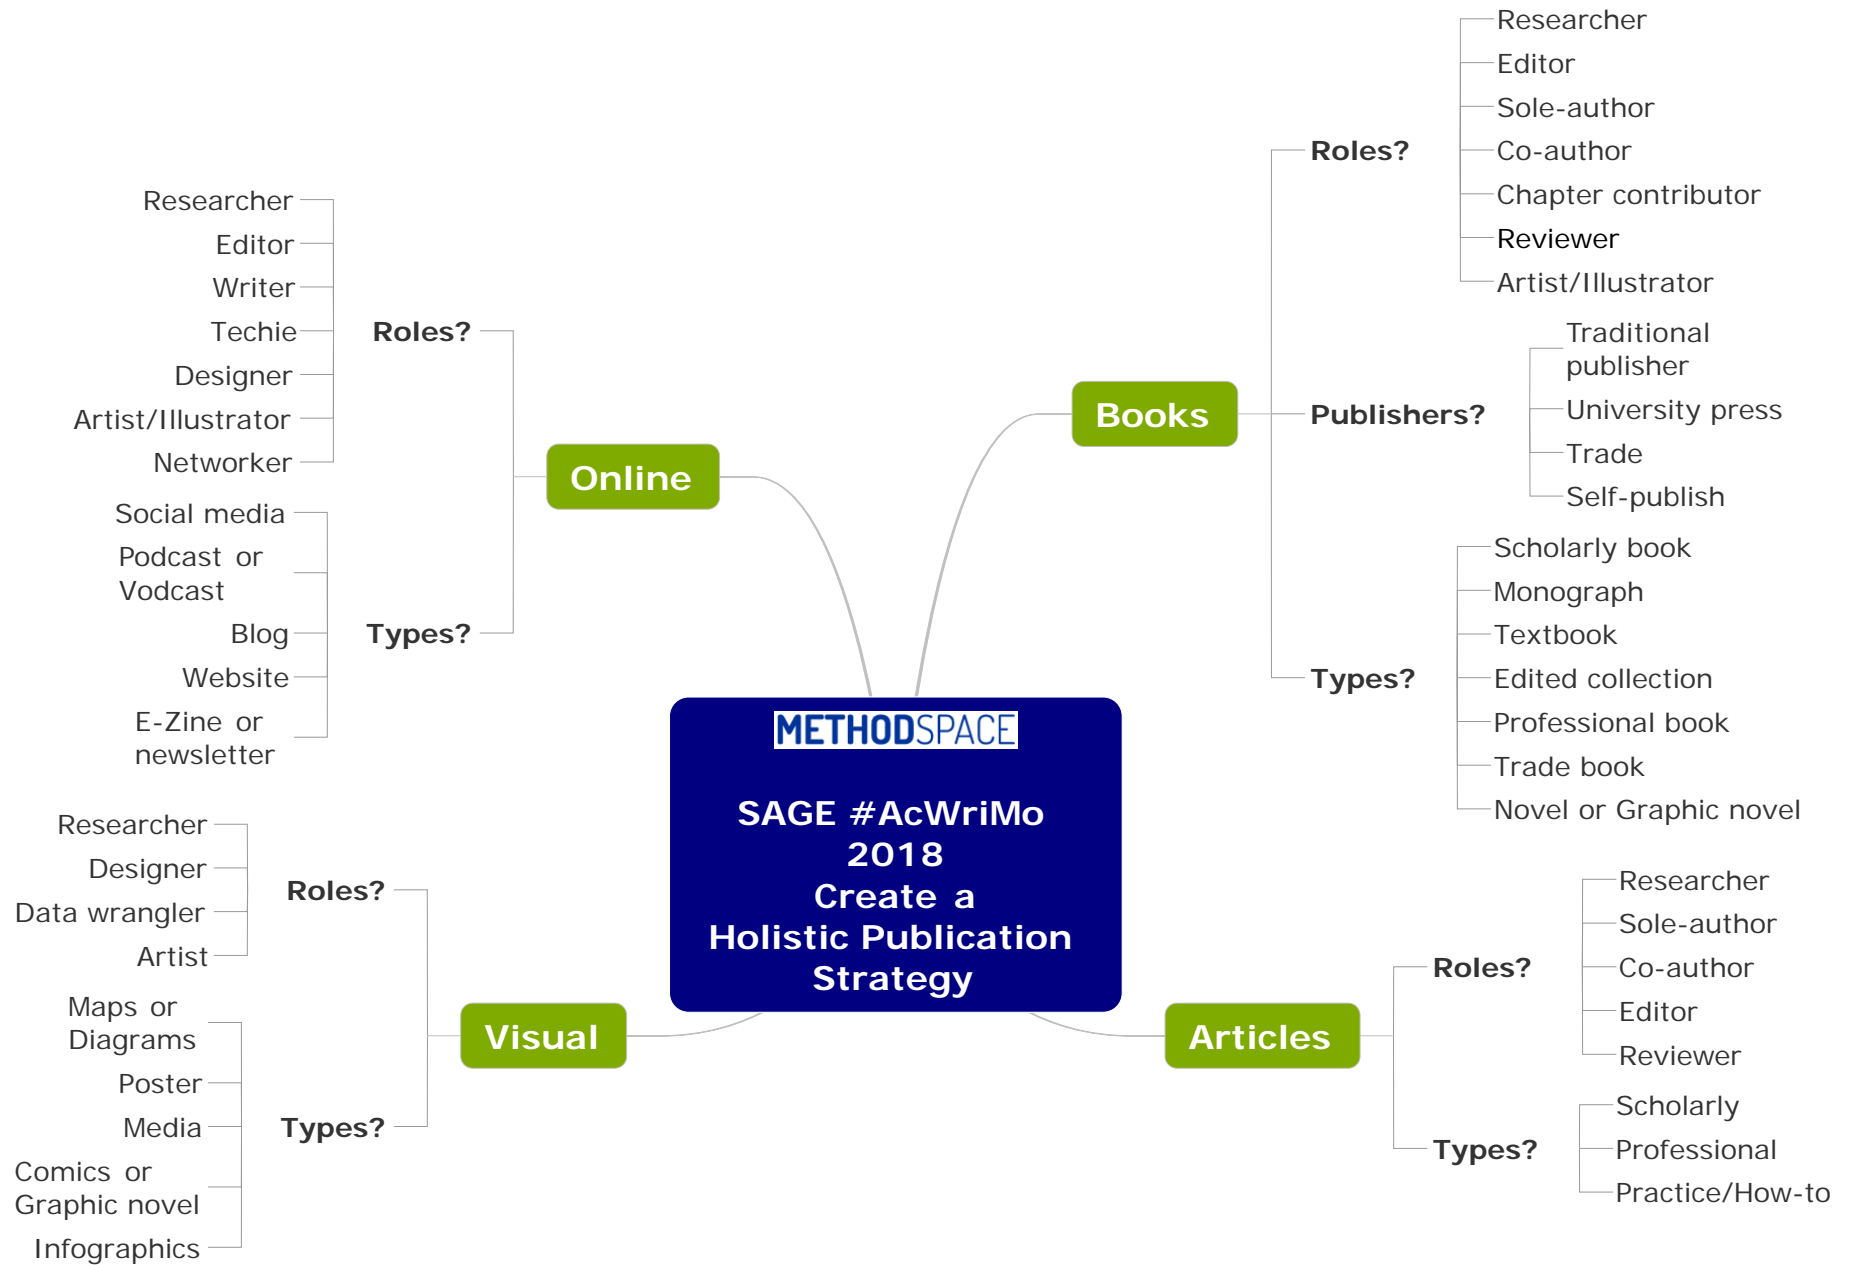 METHODSPACE
SAGE #AcWriMo
2018
Create a
Holistic Publication
Strategy
Online
Roles?
Researcher
Editor
Writer
Techie
Designer
Artist/Illustrator
Networker
Types?
Social media
Podcast or
Vodcast
Blog
Website
E-Zine or
newsletter
Visual
Roles?
Researcher
Designer
Data wrangler
Artist
Types?
Maps or
Diagrams
Poster
Media
Comics or
Graphic novel
Infographics
Books
Roles?
Researcher
Editor
Sole-author
Co-author
Chapter contributor
Reviewer
Artist/Illustrator
Publishers?
Traditional
publisher
University press
Trade
Self-publish
Types?
Scholarly book
Monograph
Textbook
Edited collection
Professional book
Trade book
Novel or Graphic novel
Articles
Roles?
Researcher
Sole-author
Co-author
Editor
Reviewer
Types?
Scholarly
Professional
Practice/How-to